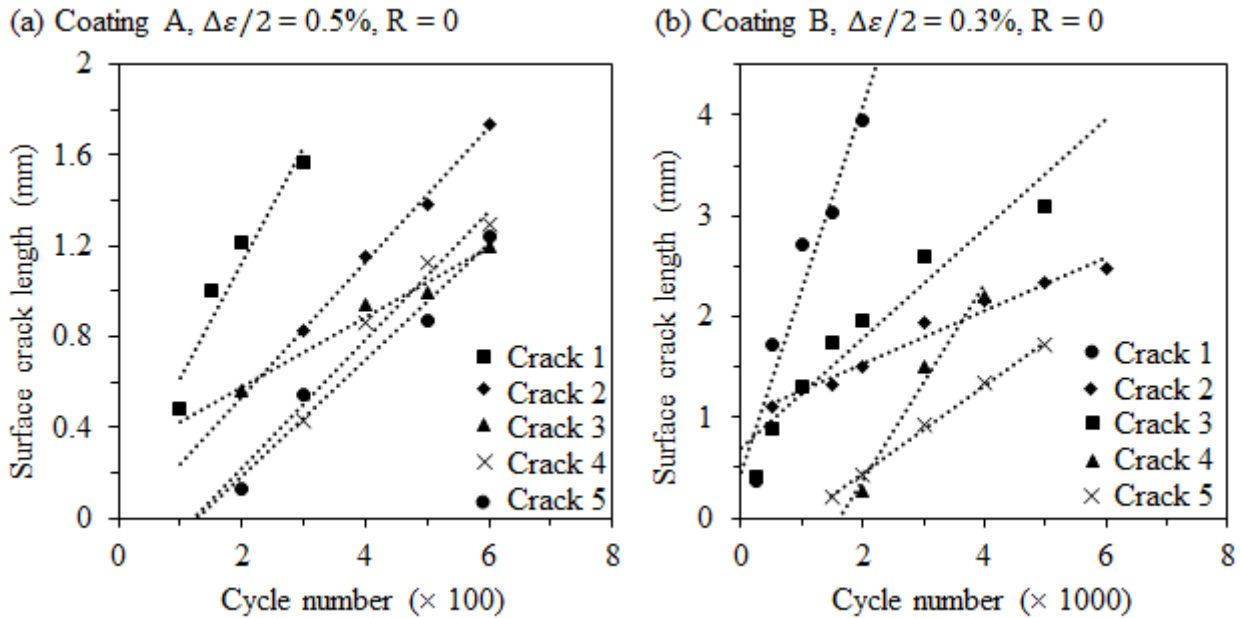 (a) Coating A, Δε/2 = 0.5%, R = 0
2
1.6
1.2
0.8
0.4
0
Surface crack length (mm)
Crack 1
Crack 2
Crack 3
Crack 4
Crack 5
0 2 4 6 8
Cycle number (× 100)
(b) Coating B, Δε/2 = 0.3%, R = 0
4
3
2
1
0
Surface crack length (mm)
Crack 1
Crack 2
Crack 3
Crack 4
Crack 5
0 2 4 6 8
Cycle number (× 1000)